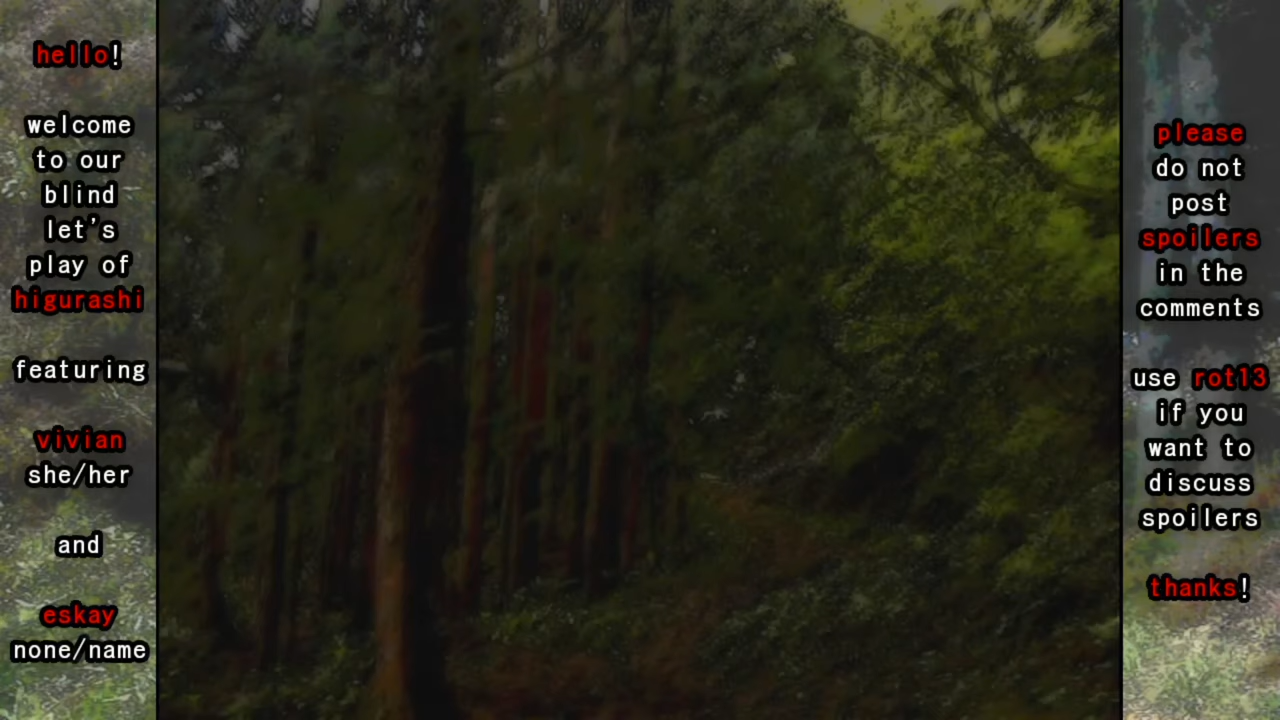 hello!
welcome
to our
blind
let's
play of
higurashi
featuring
vivian
she/her
and
eskay
none/name
please
do not
post
spoilers
in the
comments
use rot13
if you
want to
discuss
spoilers
thanks!